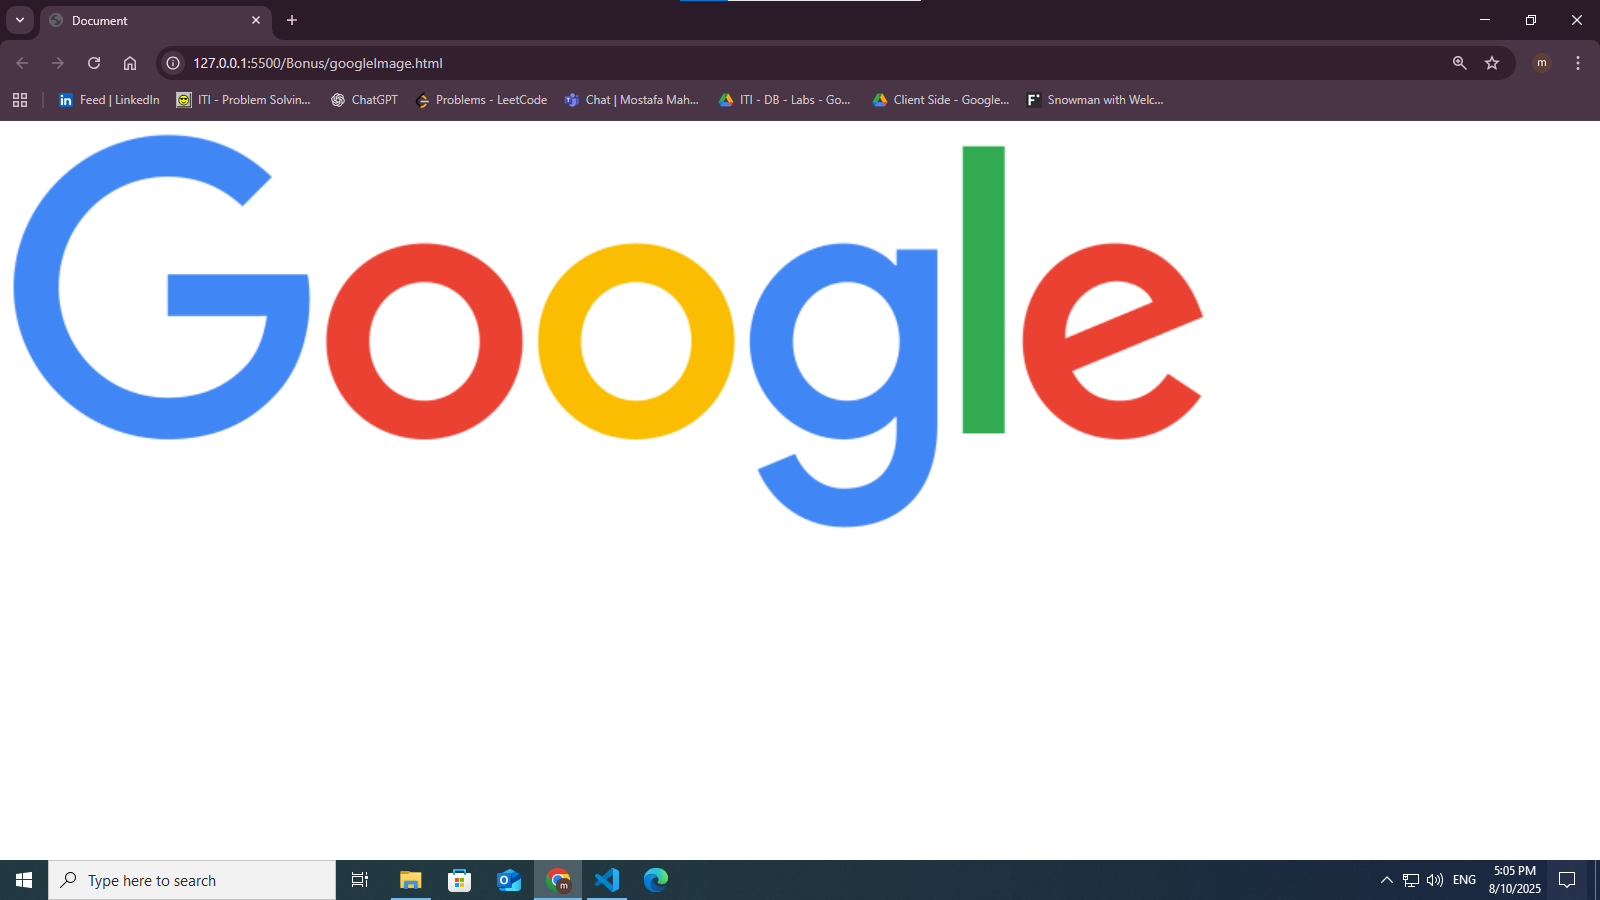 Document
127.0.0.1:5500/Bonus/googleImage.html
m
Feed | LinkedIn
ITI - Problem Solvin...
ChatGPT
Problems - LeetCode
Chat | Mostafa Mah...
ITI - DB - Labs - Go...
Client Side - Google...
Snowman with Welc...
Google
Type here to search
m
ENG
5:05 PM
8/10/2025